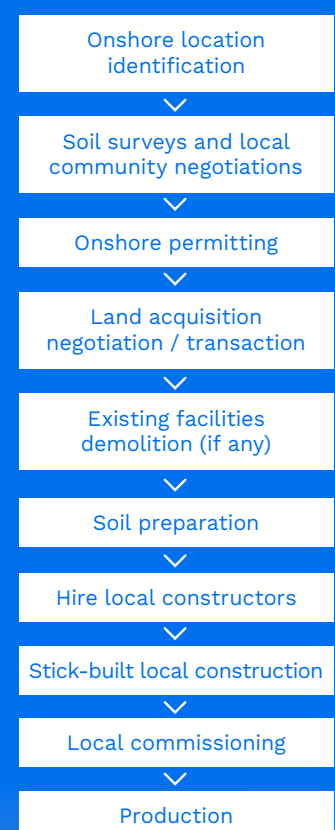 Onshore location
identification
Soil surveys and local
community negotiations
Onshore permitting
Land acquisition
negotiation / transaction
Existing facilities
demolition (if any)
Soil preparation
Hire local constructors
Stick-built local construction
Local commissioning
Production